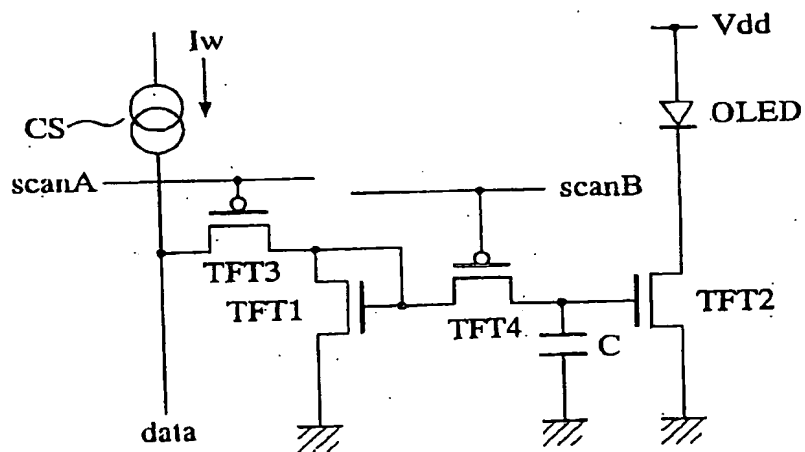 Iw
Vdd
CS
OLED
scanA
scanB
TFT3
TFT1
TFT4
C
TFT2
data